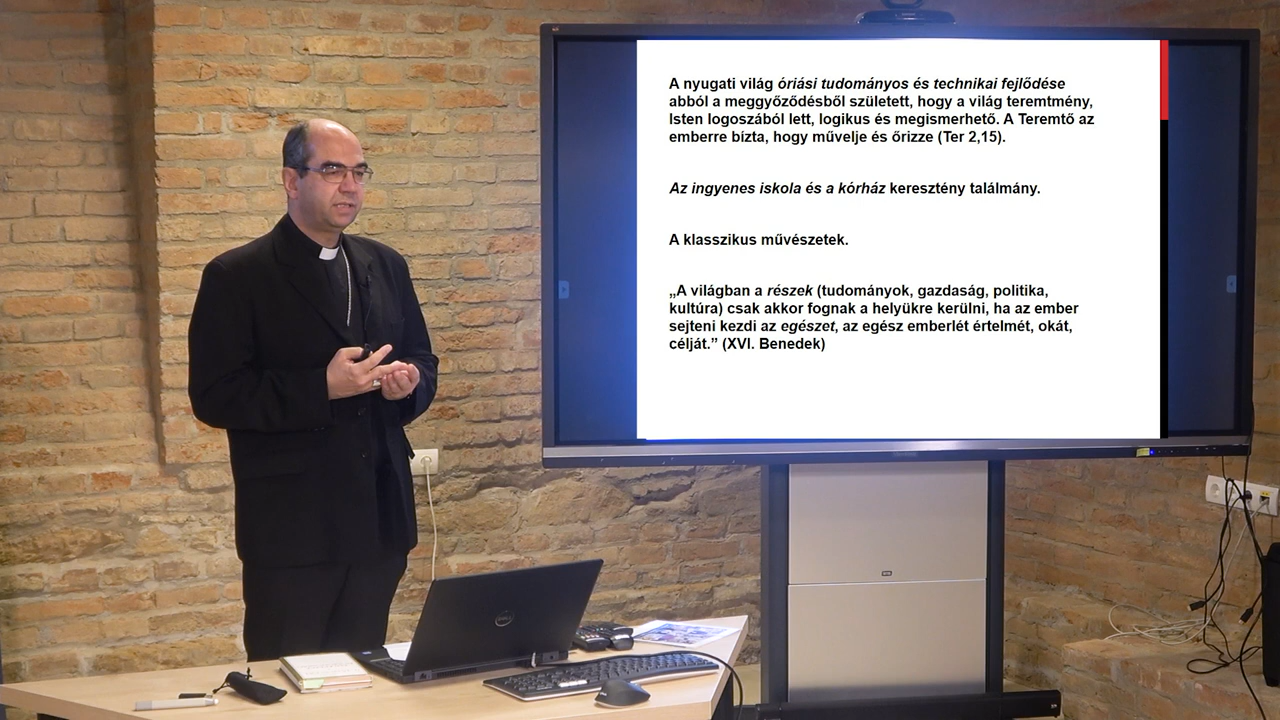 A nyugati világ óriási tudományos és technikai fejlődése
abból a meggyőződésből született, hogy a világ teremtmény,
Isten logoszából lett, logikus és megismerhető. A Teremtő az
emberre bízta, hogy művelje és őrizze (Ter 2,15).
Az ingyenes iskola és a kórház keresztény találmány.
A klasszikus művészetek.
„A világban a részek (tudományok, gazdaság, politika,
kultúra) csak akkor fognak a helyükre kerülni, ha az ember
sejteni kezdi az egészet, az egész emberlét értelmét, okát,
célját.” (XVI. Benedek)
DELL